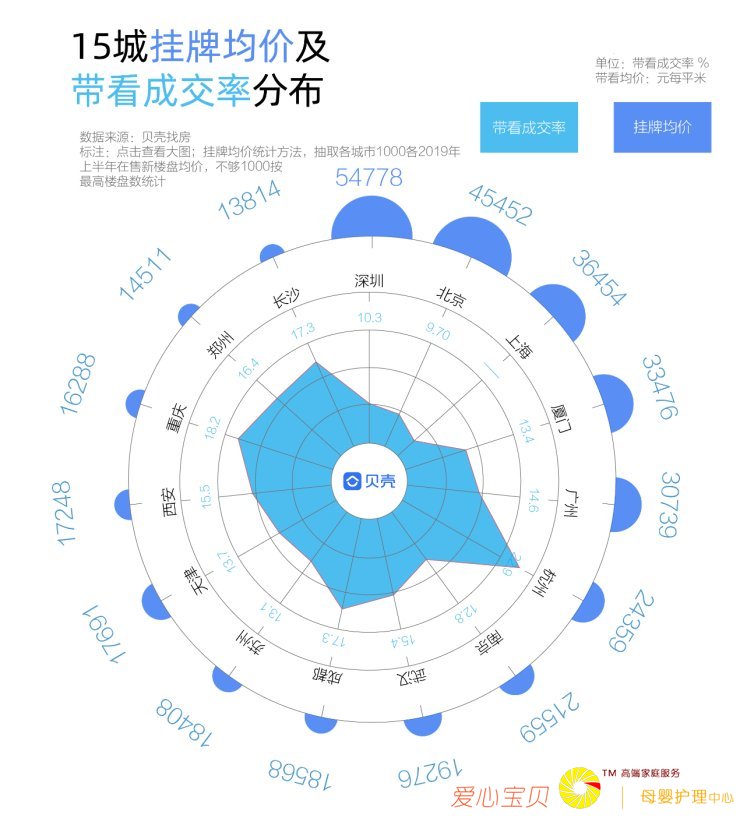 15城挂牌均价及
带看成交率分布
单位：带看成交率 %
带看均价：元每平米
带看成交率
挂牌均价
数据来源：贝壳找房
标注：点击查看大图；挂牌均价统计方法，抽取各城市1000各2019年
上半年在售新楼盘均价，不够1000按
最高楼盘数统计
54778
45452
36454
33476
30739
24359
21559
19276
18568
18408
17691
17248
16288
14511
13814
深圳
北京
上海
厦门
广州
杭州
南京
武汉
成都
苏州
天津
西安
重庆
郑州
长沙
10.3
9.70
—
13.4
14.6
12.8
15.4
17.3
13.1
13.7
15.5
18.2
16.4
17.3
贝壳
爱心宝贝
TM 高端家庭服务
母婴护理中心